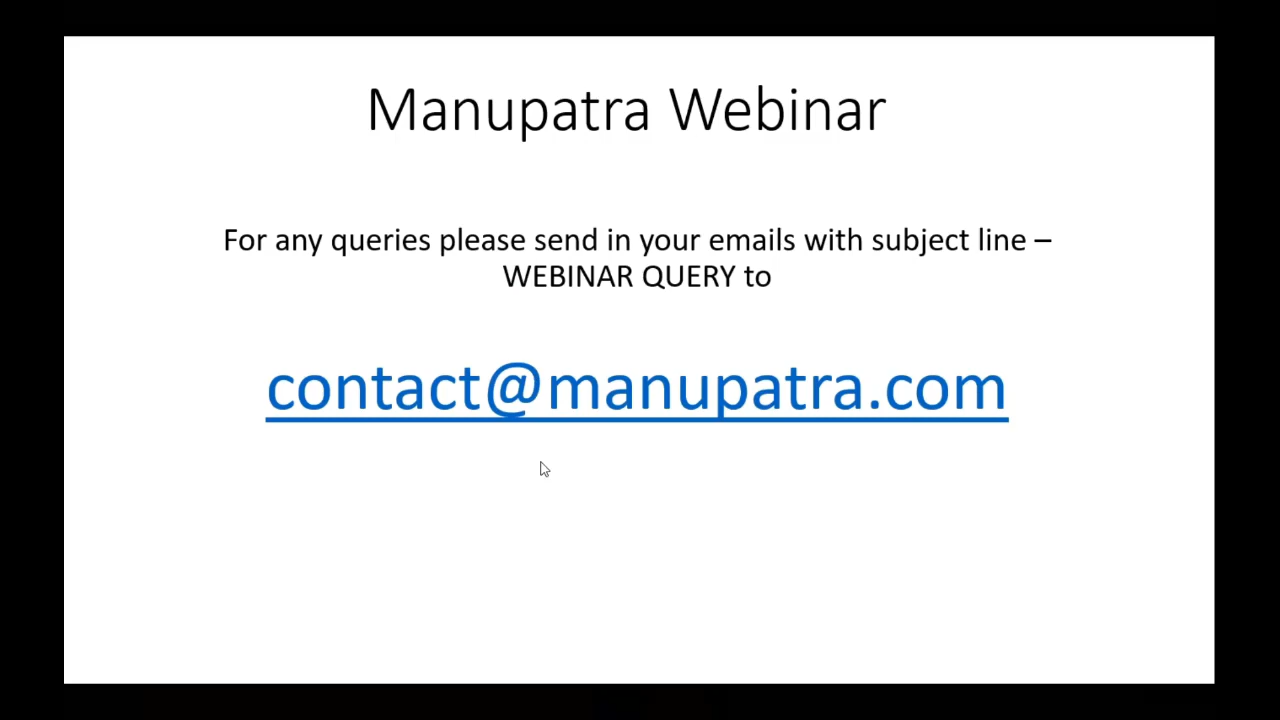 Manupatra Webinar
For any queries please send in your emails with subject line –
WEBINAR QUERY to
contact@manupatra.com